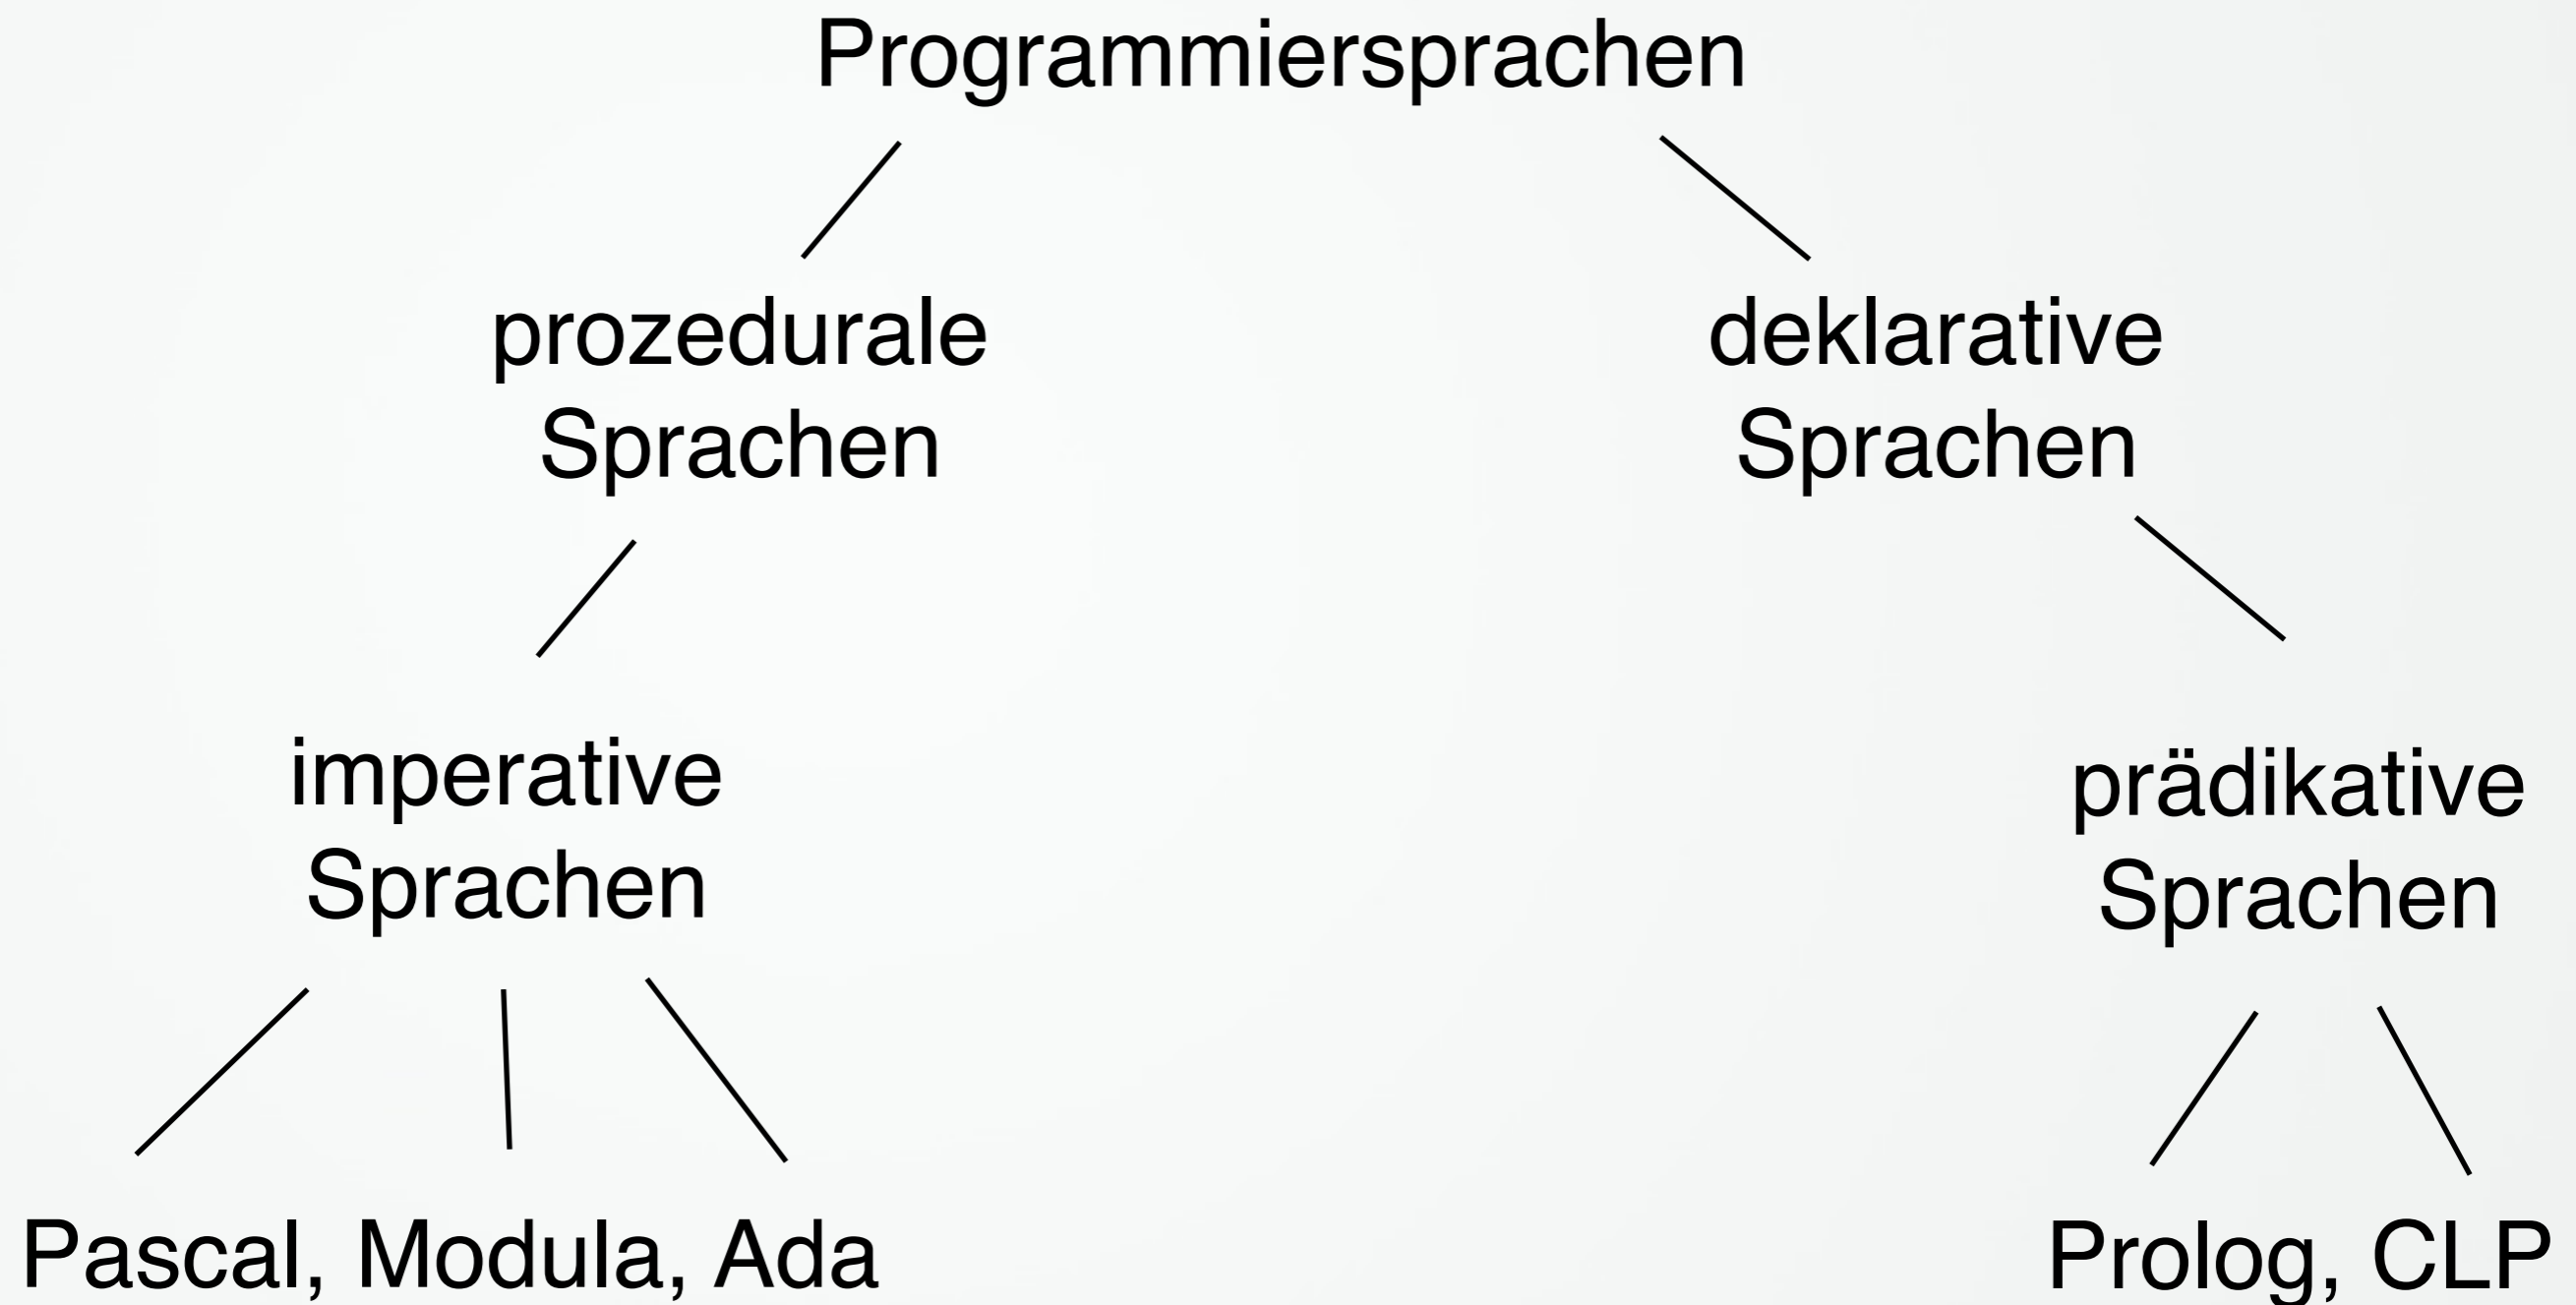 Programmiersprachen
prozedurale
Sprachen
deklarative
Sprachen
imperative
Sprachen
prädikative
Sprachen
Pascal, Modula, Ada
Prolog, CLP